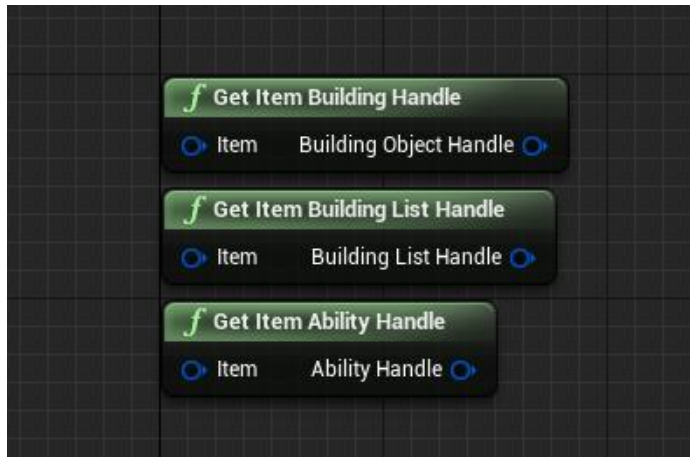 f Get Item Building Handle
Item Building Object Handle
f Get Item Building List Handle
Item Building List Handle
f Get Item Ability Handle
Item Ability Handle